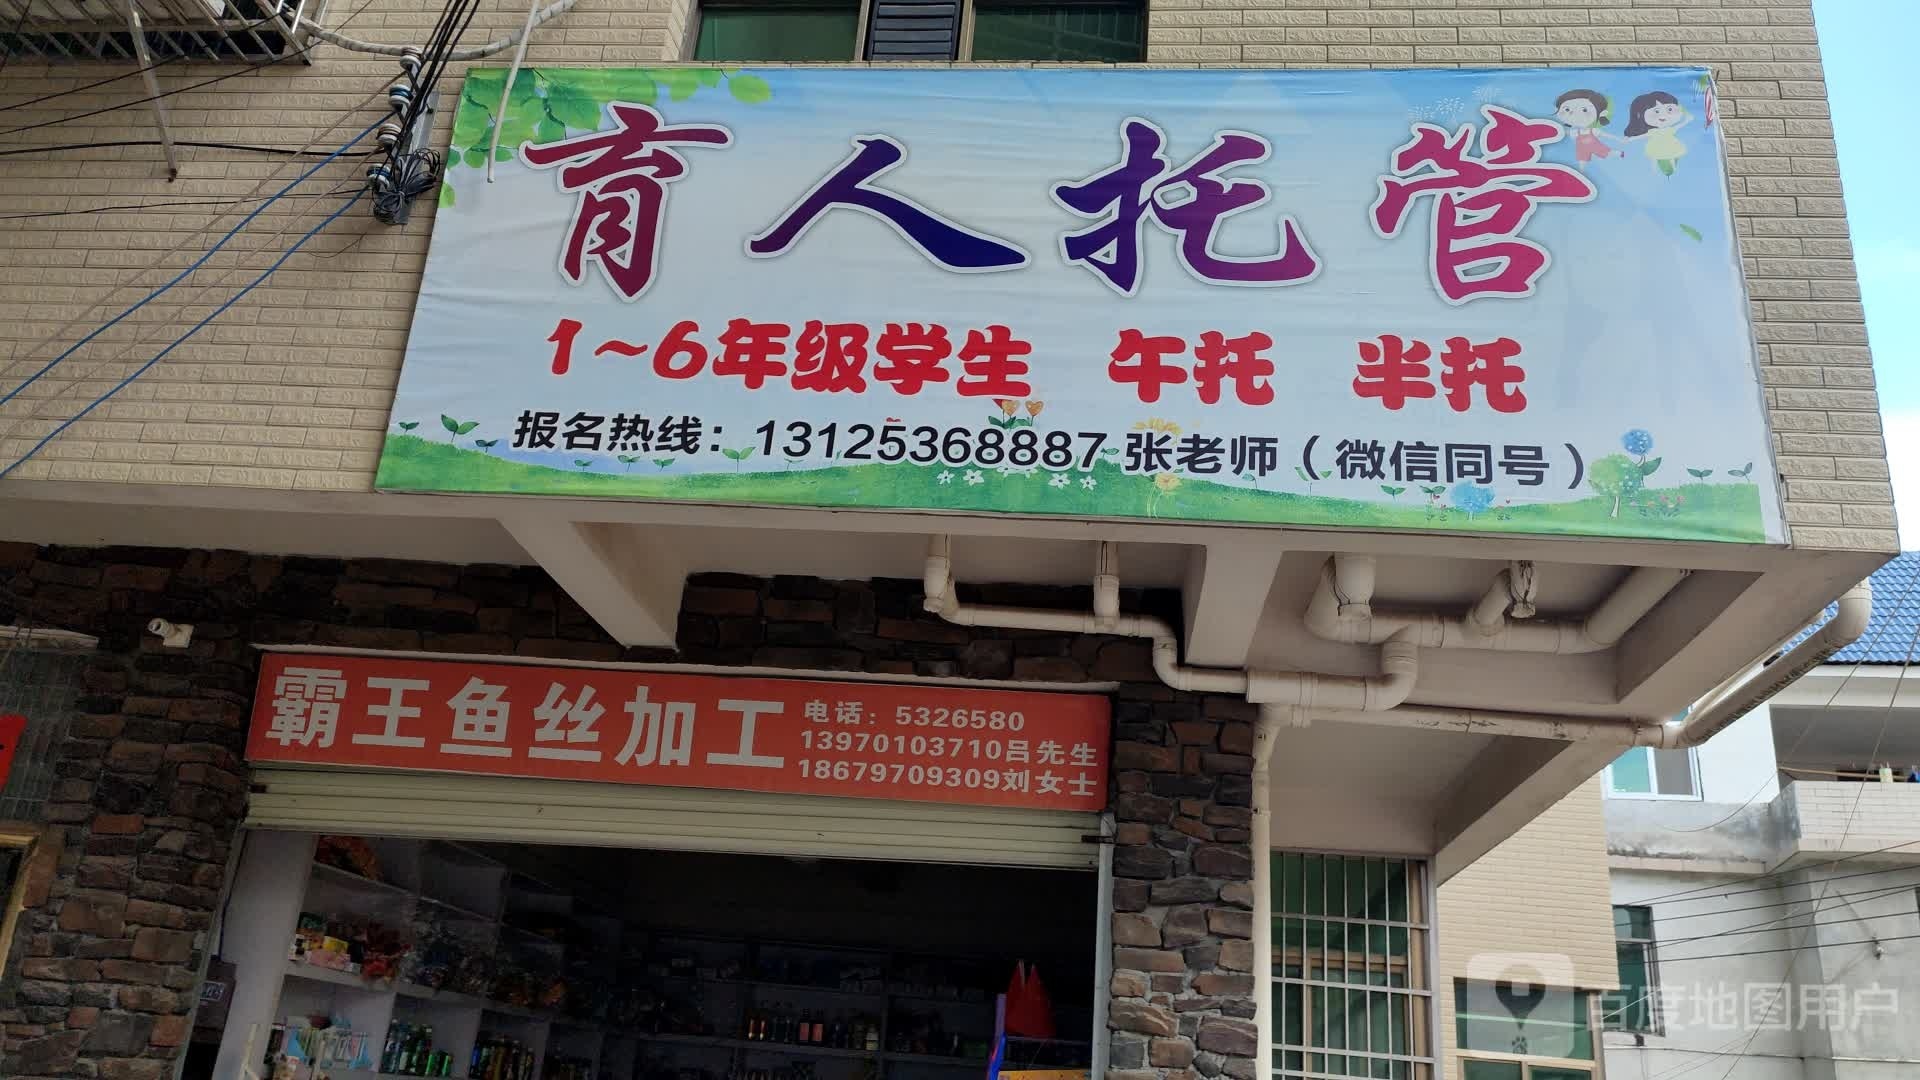 育人托管
1~6年级学生 午托 半托
报名热线：13125368887 张老师（微信同号）
霸王鱼丝加工
电话：5326580
13970103710吕先生
18679709309刘女士
百度地图用户